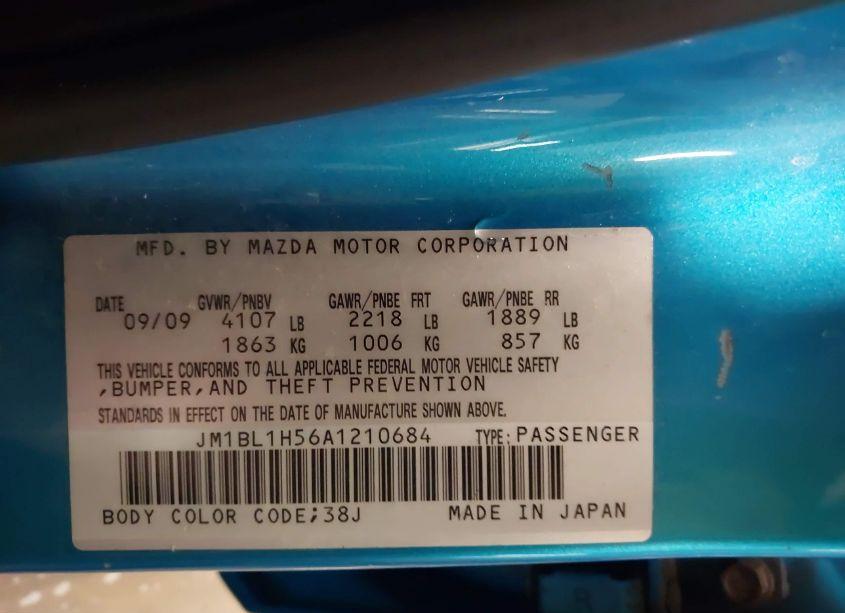 MFD. BY MAZDA MOTOR CORPORATION
DATE GVWR/PNBV GAWR/PNBE FRT GAWR/PNBE RR
09/09 4107 LB 2218 LB 1889 LB
1863 KG 1006 KG 857 KG
THIS VEHICLE CONFORMS TO ALL APPLICABLE FEDERAL MOTOR VEHICLE SAFETY
,BUMPER,AND THEFT PREVENTION
STANDARDS IN EFFECT ON THE DATE OF MANUFACTURE SHOWN ABOVE.
JM1BL1H56A1210684 TYPE: PASSENGER
BODY COLOR CODE;38J MADE IN JAPAN